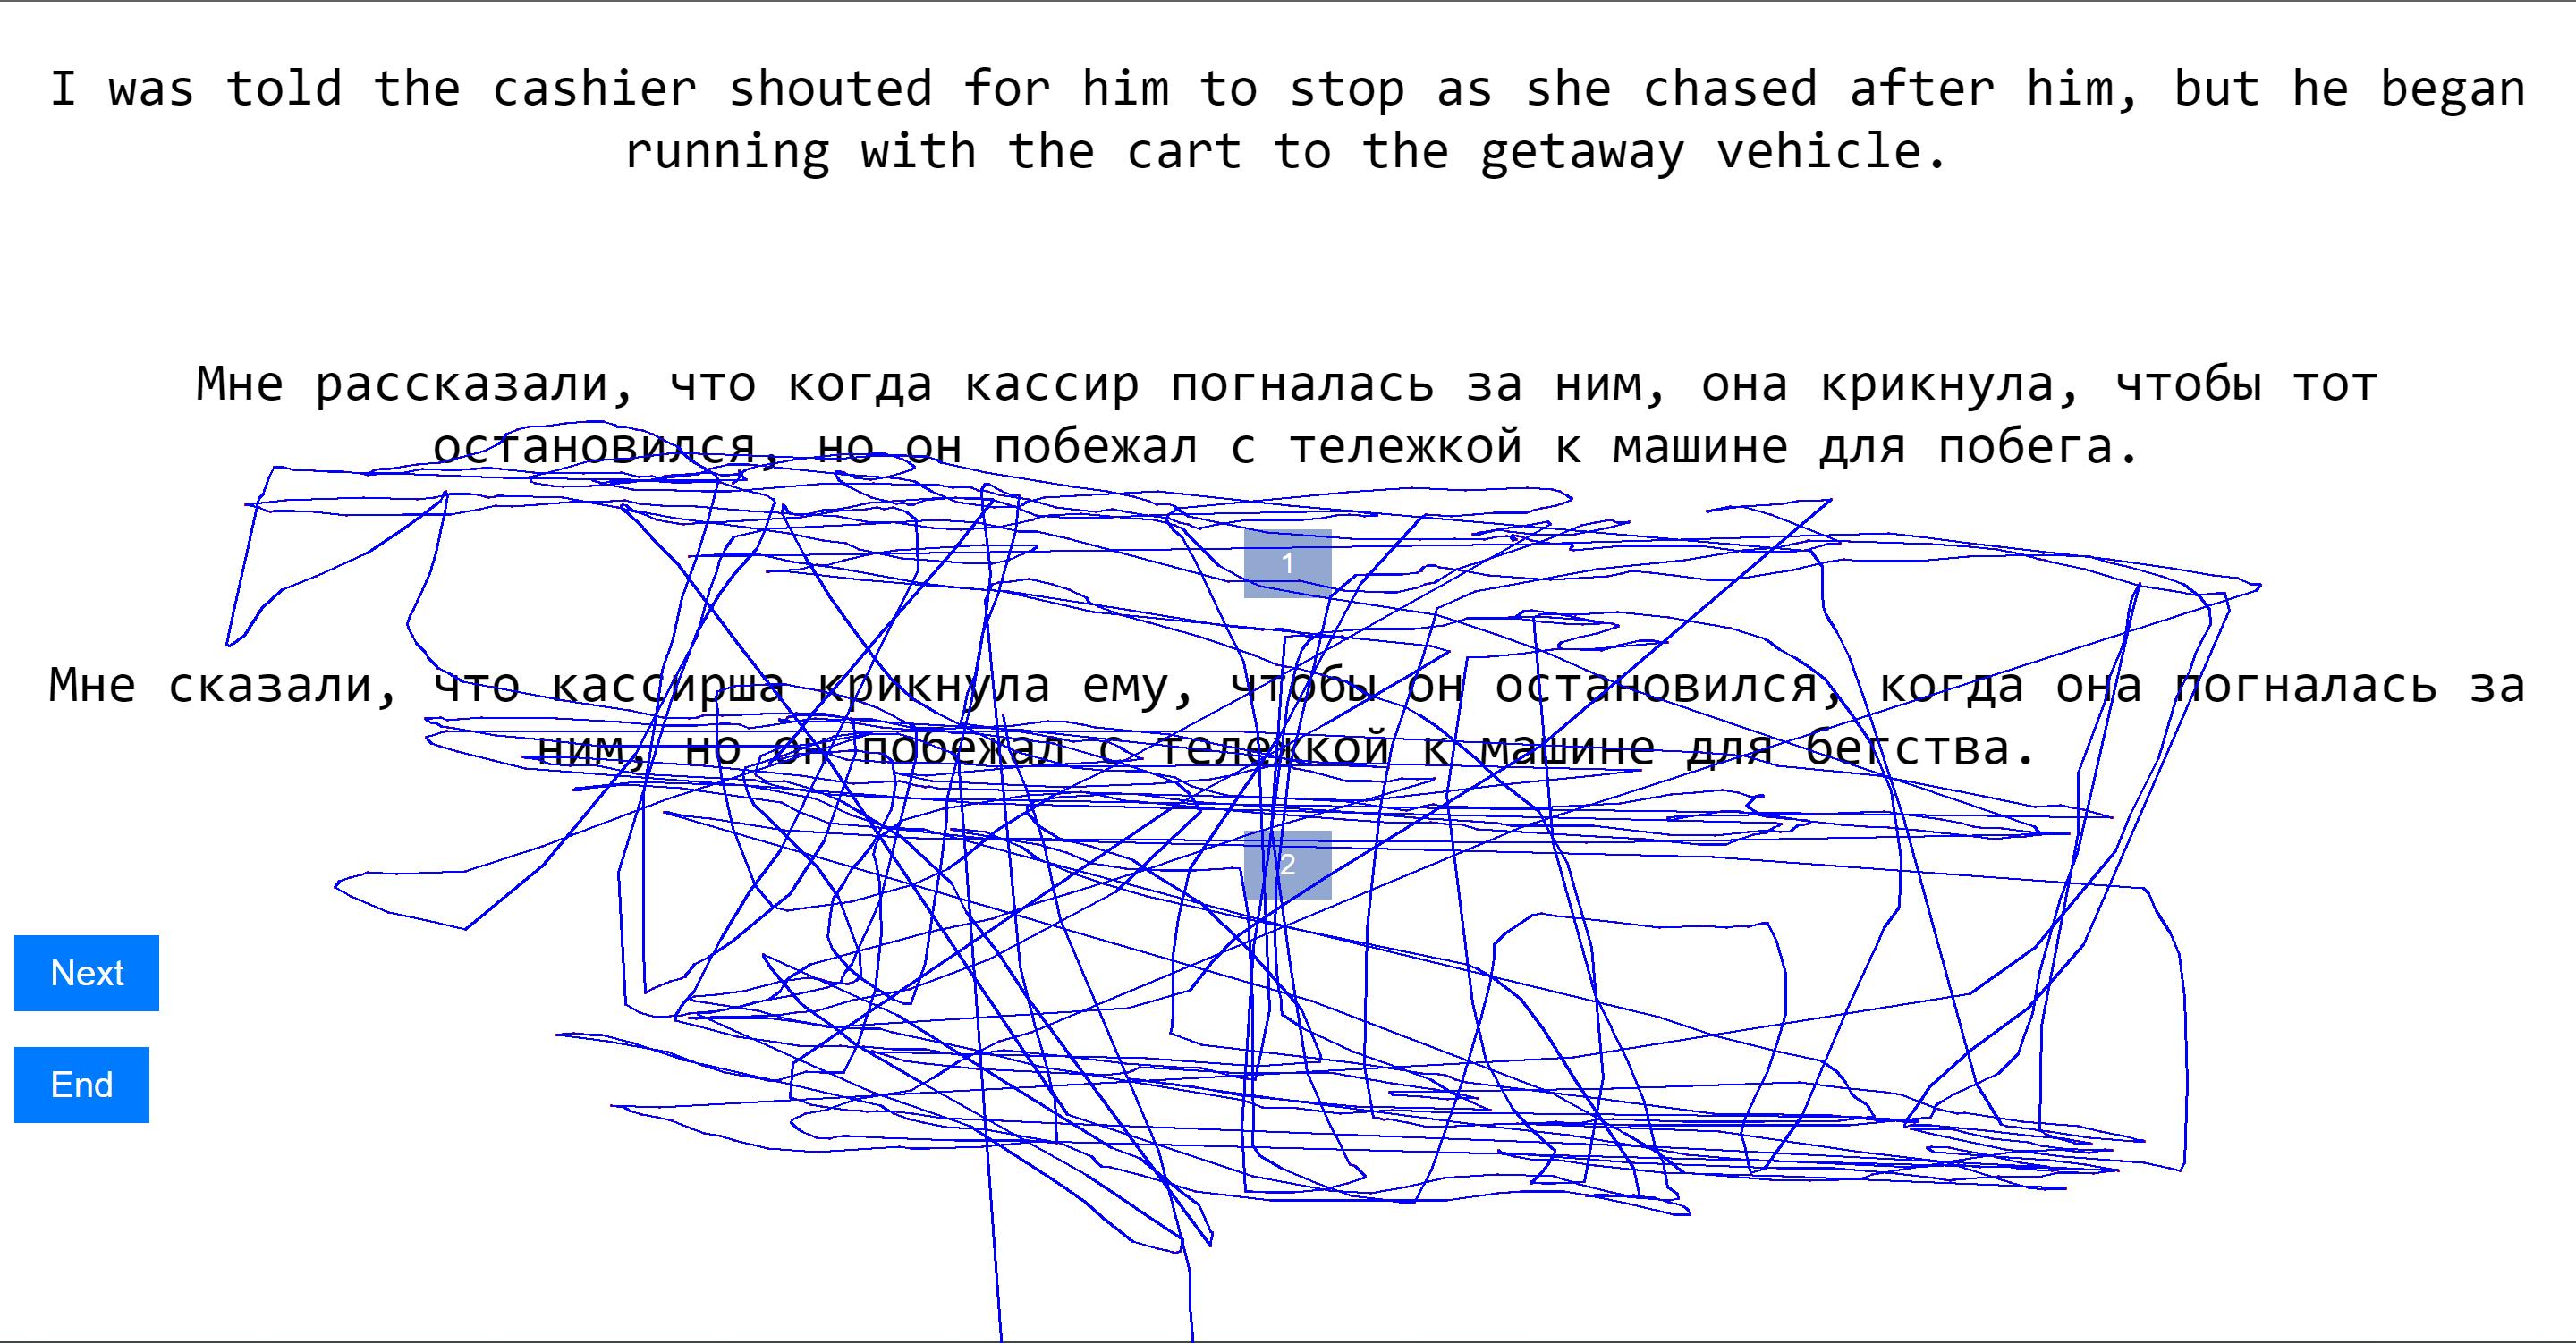 I was told the cashier shouted for him to stop as she chased after him, but he began
running with the cart to the getaway vehicle.
Мне рассказали, что когда кассир погналась за ним, она крикнула, чтобы тот
остановился, но он побежал с тележкой к машине для побега.
1
Мне сказали, что кассирша крикнула ему, чтобы он остановился, когда она погналась за
ним, но он побежал с тележкой к машине для бегства.
2
Next
End